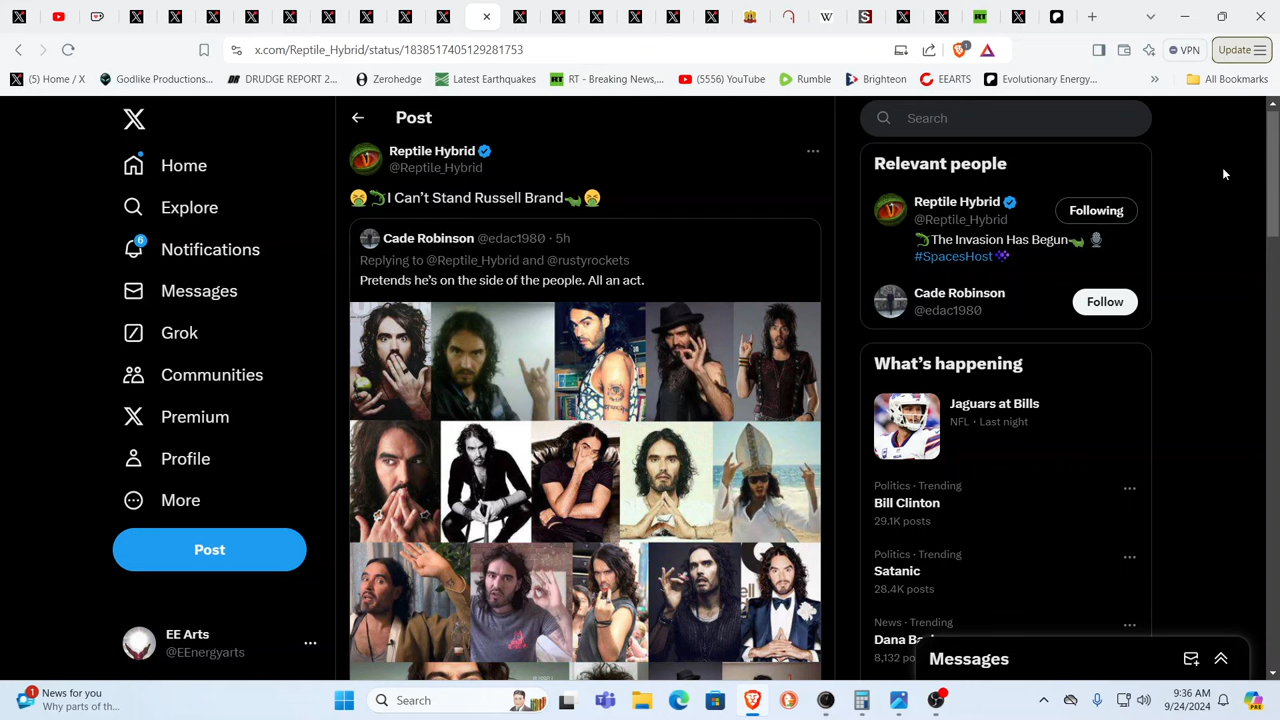 x.com/Reptile_Hybrid/status/1838517405129281753
VPN
Update
(5) Home / X
Godlike Productions...
DRUDGE REPORT 2...
Zerohedge
Latest Earthquakes
RT - Breaking News,...
(5556) YouTube
Rumble
Brighteon
EEARTS
Evolutionary Energy...
All Bookmarks
Home
Explore
6
Notifications
Messages
Grok
Communities
Premium
Profile
More
Post
EE Arts
@EEnergyarts
Post
Reptile Hybrid
@Reptile_Hybrid
🤮🦎I Can’t Stand Russell Brand🦎🤮
Cade Robinson @edac1980 · 5h
Replying to @Reptile_Hybrid and @rustyrockets
Pretends he’s on the side of the people. All an act.
Search
Relevant people
Reptile Hybrid
@Reptile_Hybrid
Following
🦎The Invasion Has Begun🦎 🎙
#SpacesHost
Cade Robinson
@edac1980
Follow
What’s happening
Jaguars at Bills
NFL · Last night
Politics · Trending
Bill Clinton
29.1K posts
Politics · Trending
Satanic
28.4K posts
News · Trending
Dana Ba
8,132 po
Messages
1
News for you
Why parts of th...
Search
9:36 AM
9/24/2024
PRE